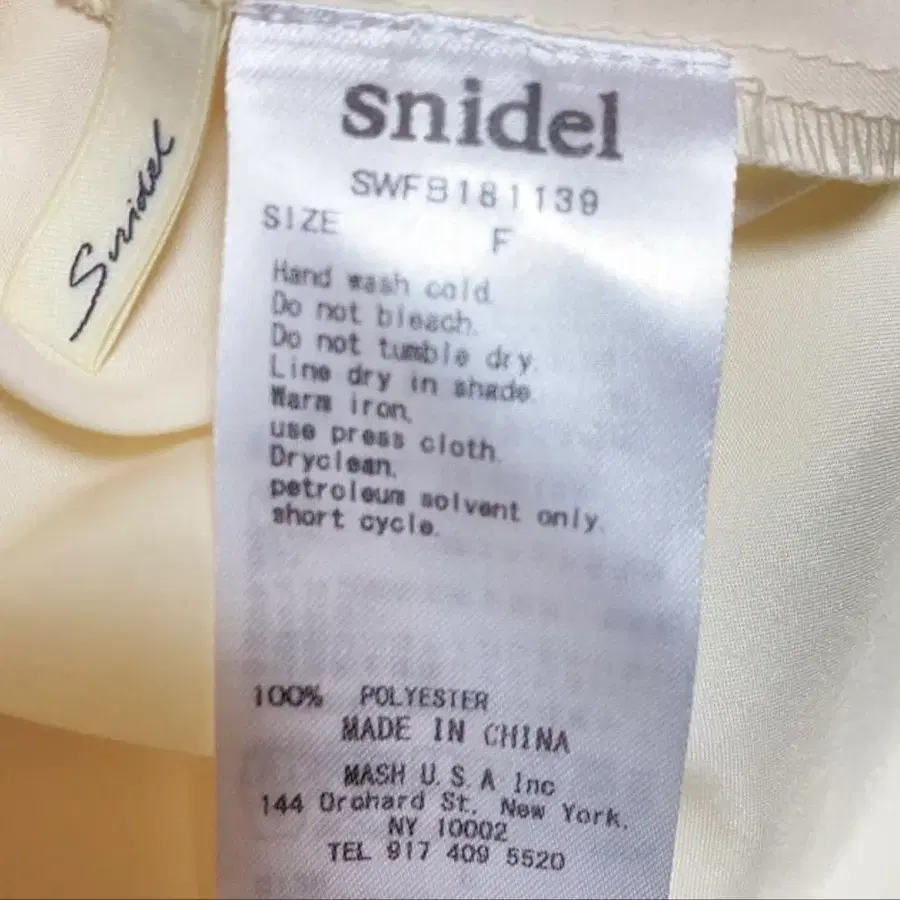 Snidel
snidel
SWFB181139
SIZE F
Hand wash cold.
Do not bleach.
Do not tumble dry.
Line dry in shade.
Warm iron,
use press cloth.
Dryclean,
petroleum solvent only.
short cycle.
100% POLYESTER
MADE IN CHINA
MASH U.S.A Inc
144 Orchard St. New York.
NY 10002
TEL 917 409 5520